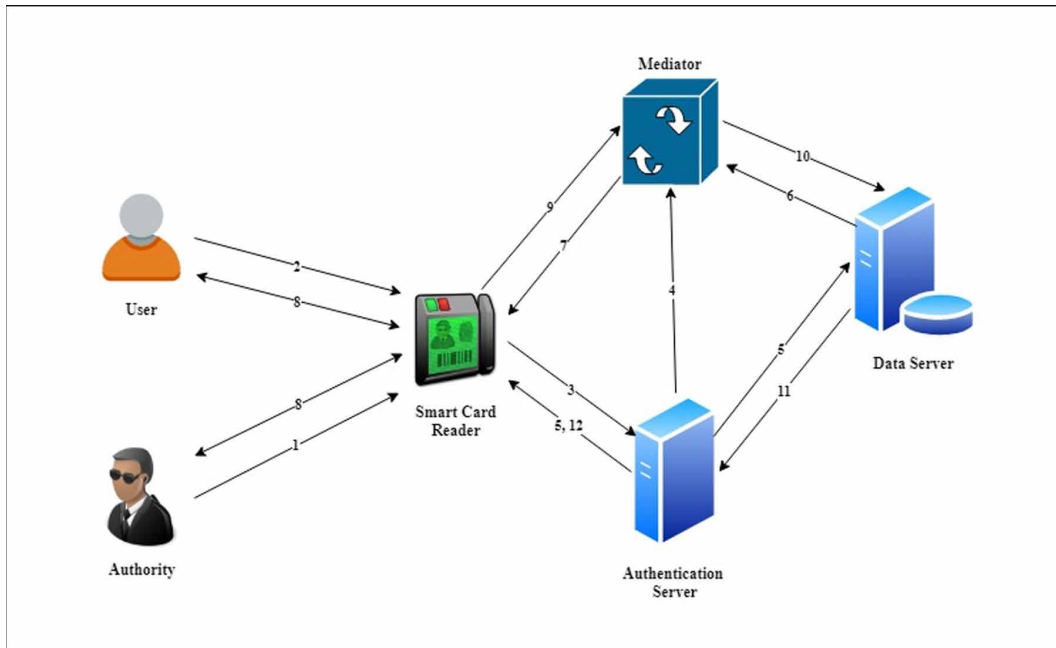 Mediator
10
6
9
7
2
User
8
4
5
Data Server
3
11
8
Smart Card
Reader
5, 12
1
Authority
Authentication
Server